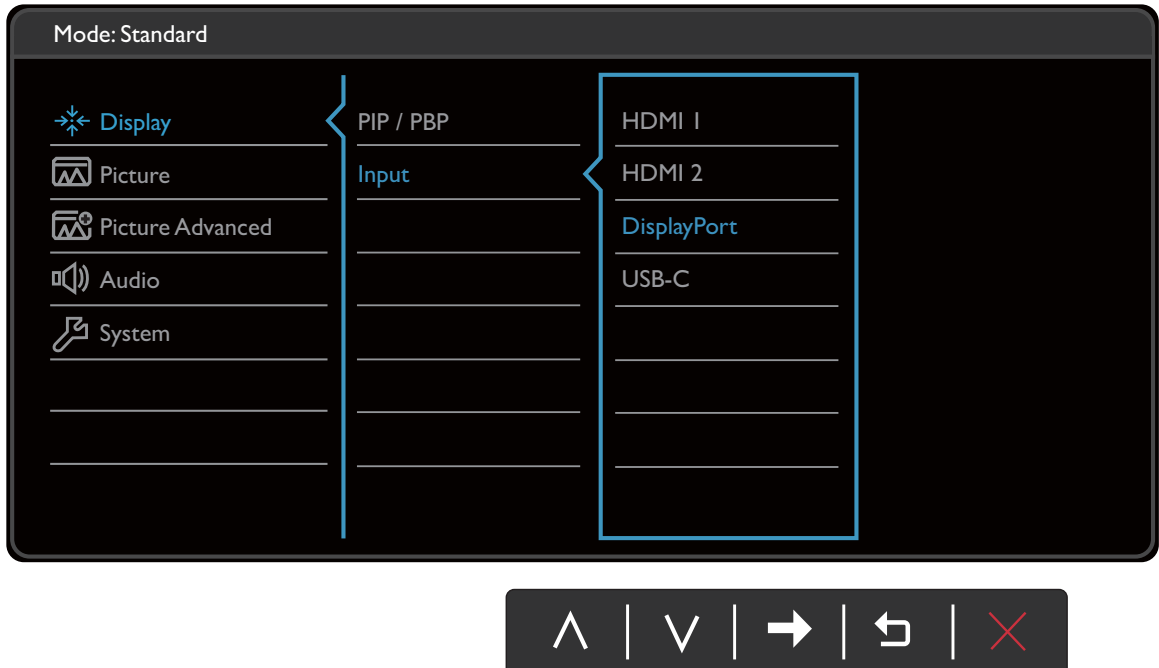 Mode: Standard
Display
Picture
Picture Advanced
Audio
System
PIP / PBP
Input
HDMI 1
HDMI 2
DisplayPort
USB-C